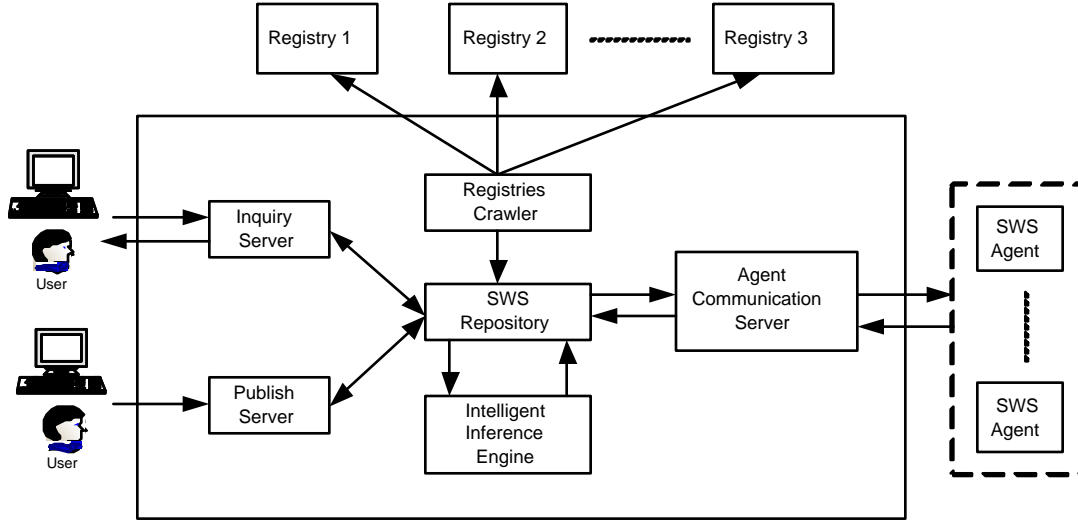 Registry 1
Registry 2
Registry 3
Registries
Crawler
Inquiry
Server
User
SWS
Repository
Agent
Communication
Server
SWS
Agent
Publish
Server
User
Intelligent
Inference
Engine
SWS
Agent